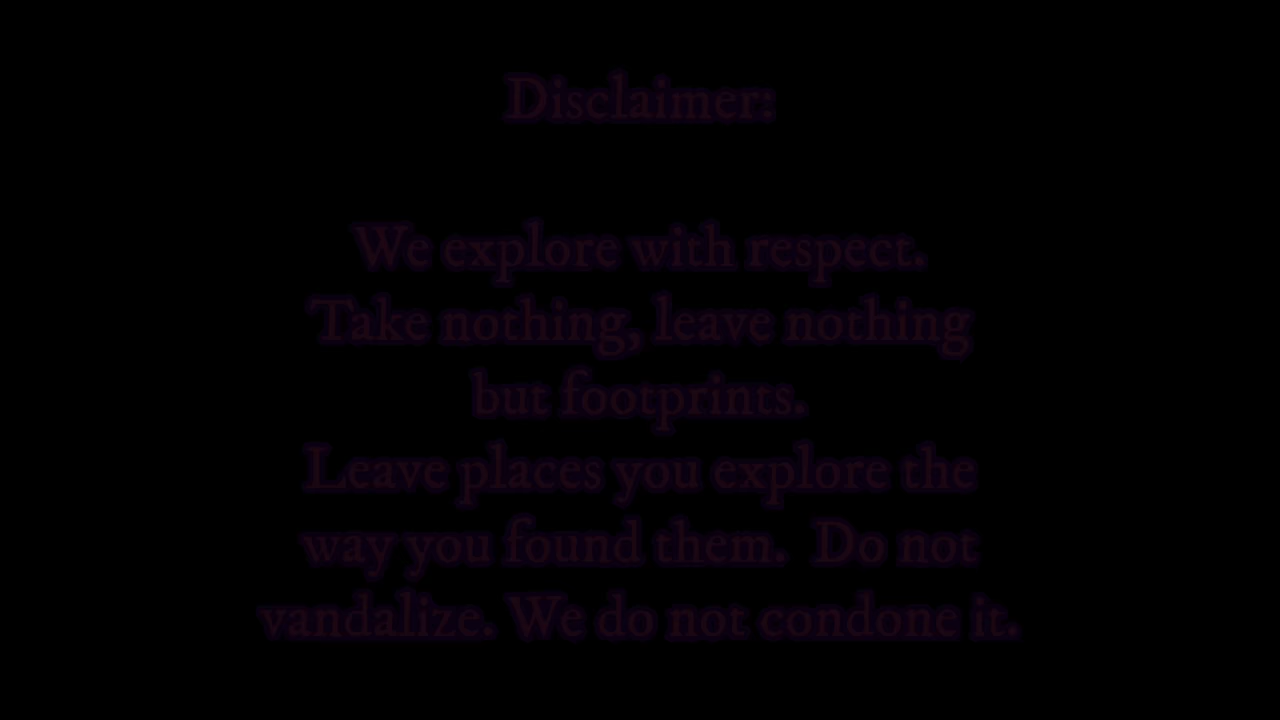 Disclaimer:
We explore with respect.
Take nothing, leave nothing
but footprints.
Leave places you explore the
way you found them.  Do not
vandalize. We do not condone it.